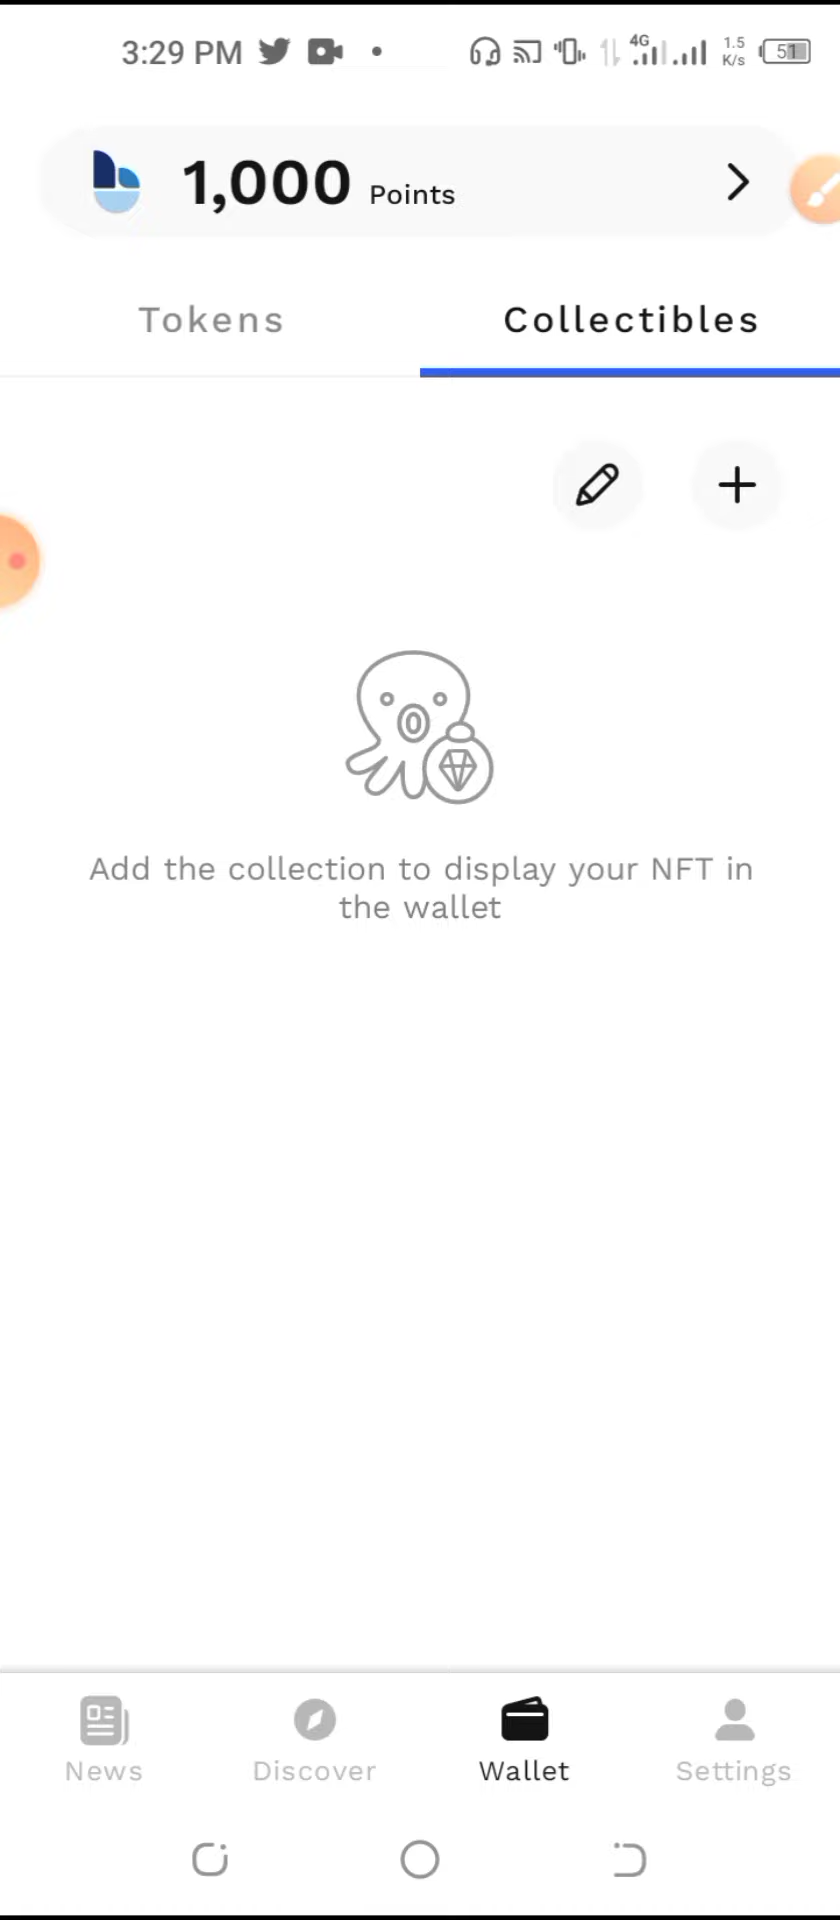 3:29 PM 4G 1.5 K/s 51
1,000 Points
Tokens Collectibles
Add the collection to display your NFT in
the wallet
News Discover Wallet Settings